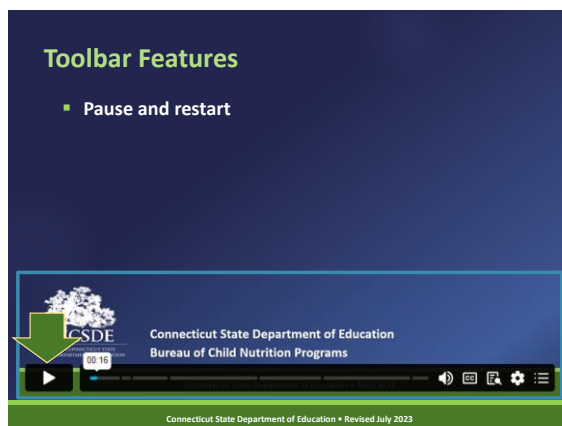 Toolbar Features
▪ Pause and restart
CSDE
Connecticut State Department of Education
Bureau of Child Nutrition Programs
00:16
CC
Connecticut State Department of Education • Revised July 2023